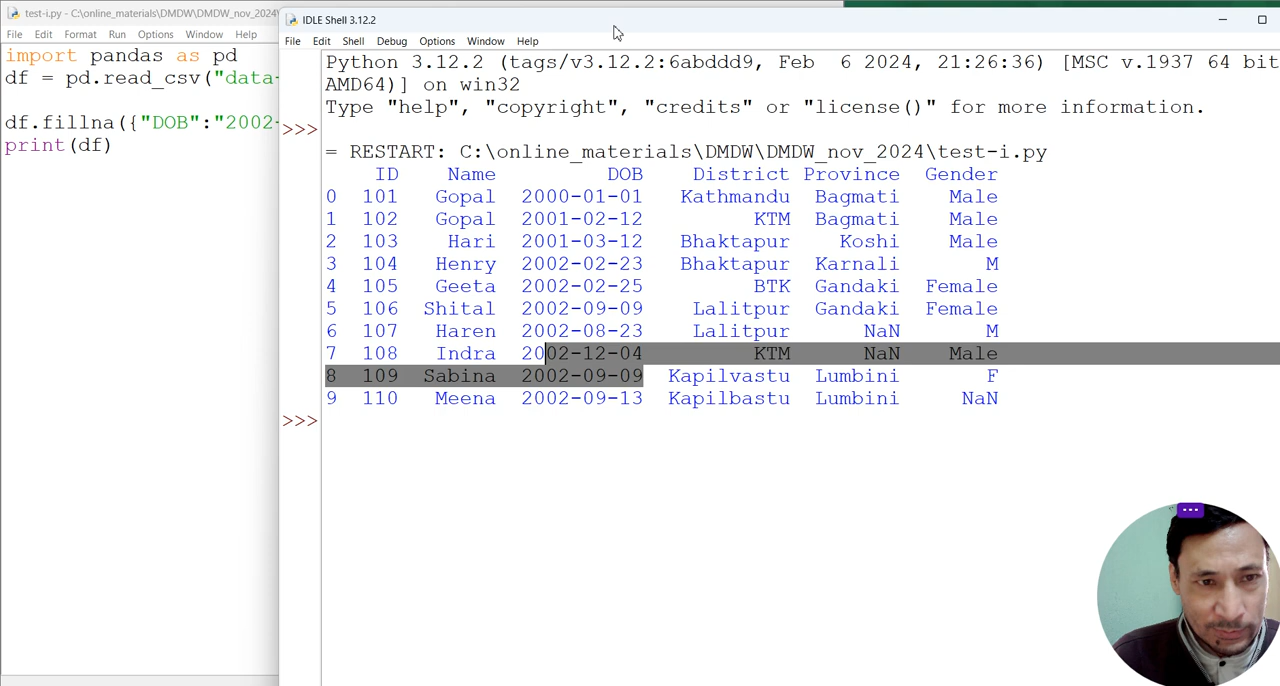 test-i.py - C:\online_materials\DMDW\DMDW_nov_2024\
File Edit Format Run Options Window Help
import pandas as pd
df = pd.read_csv("data-
df.fillna({"DOB":"2002-
print(df)
IDLE Shell 3.12.2
File Edit Shell Debug Options Window Help
Python 3.12.2 (tags/v3.12.2:6abddd9, Feb 6 2024, 21:26:36) [MSC v.1937 64 bit
AMD64)] on win32
Type "help", "copyright", "credits" or "license()" for more information.
>>>
= RESTART: C:\online_materials\DMDW\DMDW_nov_2024\test-i.py
ID Name DOB District Province Gender
0 101 Gopal 2000-01-01 Kathmandu Bagmati Male
1 102 Gopal 2001-02-12 KTM Bagmati Male
2 103 Hari 2001-03-12 Bhaktapur Koshi Male
3 104 Henry 2002-02-23 Bhaktapur Karnali M
4 105 Geeta 2002-02-25 BTK Gandaki Female
5 106 Shital 2002-09-09 Lalitpur Gandaki Female
6 107 Haren 2002-08-23 Lalitpur NaN M
7 108 Indra 2002-12-04 KTM NaN Male
8 109 Sabina 2002-09-09 Kapilvastu Lumbini F
9 110 Meena 2002-09-13 Kapilbastu Lumbini NaN
>>>